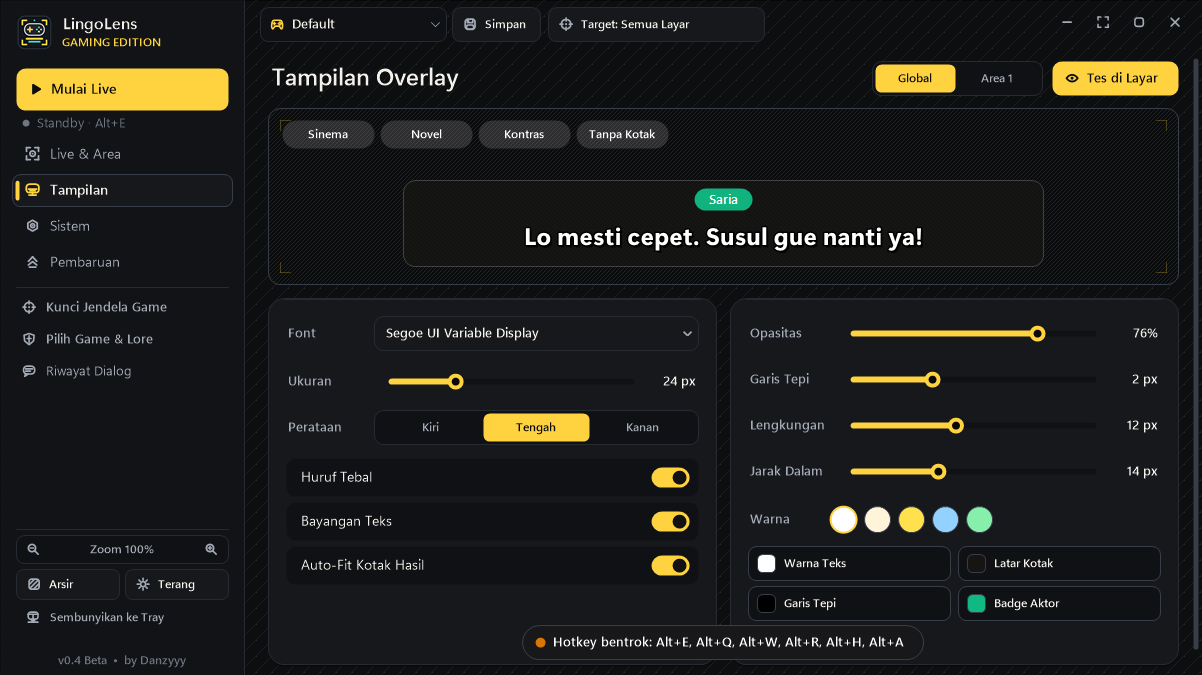 LingoLens
GAMING EDITION
Default
Simpan
Target: Semua Layar
Mulai Live
Standby · Alt+E
Live & Area
Tampilan
Sistem
Pembaruan
Kunci Jendela Game
Pilih Game & Lore
Riwayat Dialog
Zoom 100%
Arsir
Terang
Sembunyikan ke Tray
v0.4 Beta • by Danzyyy
Tampilan Overlay
Global
Area 1
Tes di Layar
Sinema
Novel
Kontras
Tanpa Kotak
Saria
Lo mesti cepet. Susul gue nanti ya!
Font
Segoe UI Variable Display
Ukuran
24 px
Perataan
Kiri
Tengah
Kanan
Huruf Tebal
Bayangan Teks
Auto-Fit Kotak Hasil
Opasitas
76%
Garis Tepi
2 px
Lengkungan
12 px
Jarak Dalam
14 px
Warna
Warna Teks
Latar Kotak
Garis Tepi
Badge Aktor
Hotkey bentrok: Alt+E, Alt+Q, Alt+W, Alt+R, Alt+H, Alt+A